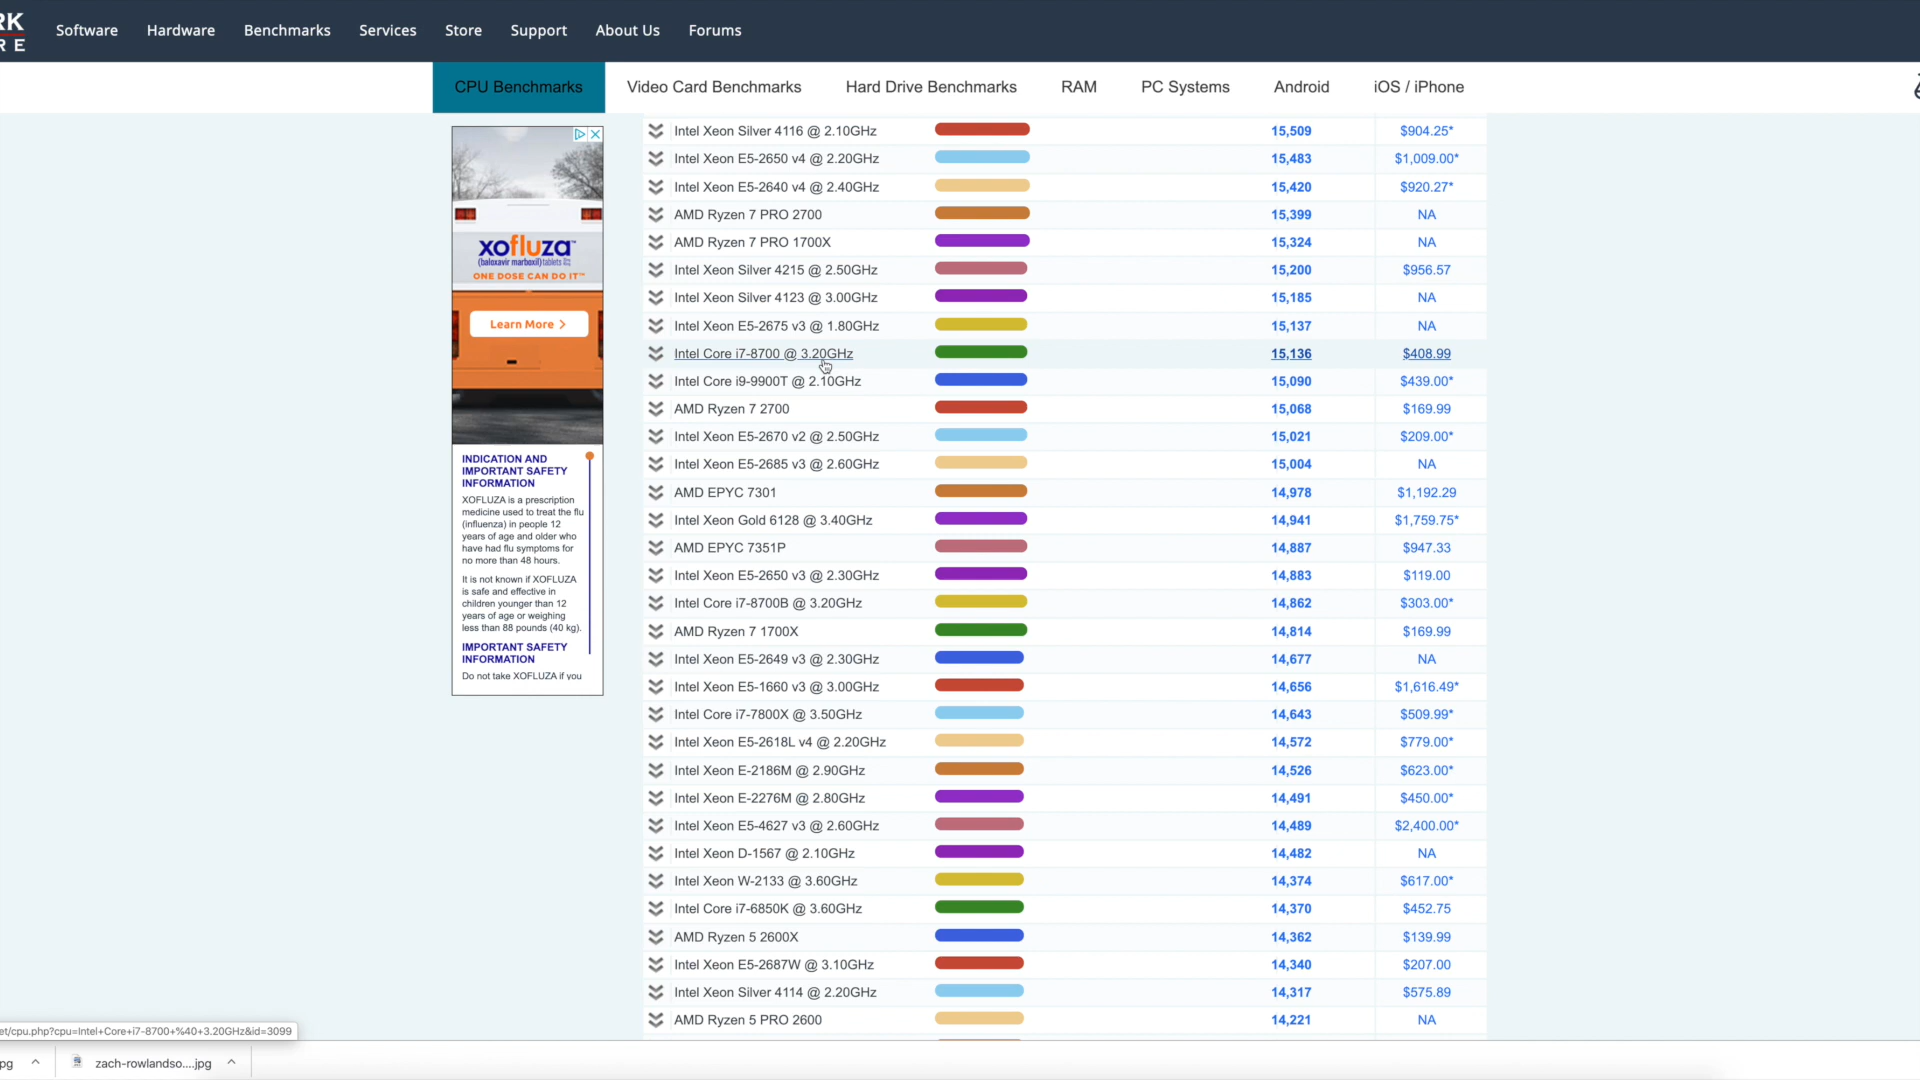 RK
RE
Software Hardware Benchmarks Services Store Support About Us Forums
CPU Benchmarks Video Card Benchmarks Hard Drive Benchmarks RAM PC Systems Android iOS / iPhone
xofluza™
(baloxavir marboxil) tablets
ONE DOSE CAN DO IT™
Learn More >
INDICATION AND
IMPORTANT SAFETY
INFORMATION
XOFLUZA is a prescription
medicine used to treat the flu
(influenza) in people 12
years of age and older who
have had flu symptoms for
no more than 48 hours.
It is not known if XOFLUZA
is safe and effective in
children younger than 12
years of age or weighing
less than 88 pounds (40 kg).
IMPORTANT SAFETY
INFORMATION
Do not take XOFLUZA if you
Intel Xeon Silver 4116 @ 2.10GHz 15,509 $904.25*
Intel Xeon E5-2650 v4 @ 2.20GHz 15,483 $1,009.00*
Intel Xeon E5-2640 v4 @ 2.40GHz 15,420 $920.27*
AMD Ryzen 7 PRO 2700 15,399 NA
AMD Ryzen 7 PRO 1700X 15,324 NA
Intel Xeon Silver 4215 @ 2.50GHz 15,200 $956.57
Intel Xeon Silver 4123 @ 3.00GHz 15,185 NA
Intel Xeon E5-2675 v3 @ 1.80GHz 15,137 NA
Intel Core i7-8700 @ 3.20GHz 15,136 $408.99
Intel Core i9-9900T @ 2.10GHz 15,090 $439.00*
AMD Ryzen 7 2700 15,068 $169.99
Intel Xeon E5-2670 v2 @ 2.50GHz 15,021 $209.00*
Intel Xeon E5-2685 v3 @ 2.60GHz 15,004 NA
AMD EPYC 7301 14,978 $1,192.29
Intel Xeon Gold 6128 @ 3.40GHz 14,941 $1,759.75*
AMD EPYC 7351P 14,887 $947.33
Intel Xeon E5-2650 v3 @ 2.30GHz 14,883 $119.00
Intel Core i7-8700B @ 3.20GHz 14,862 $303.00*
AMD Ryzen 7 1700X 14,814 $169.99
Intel Xeon E5-2649 v3 @ 2.30GHz 14,677 NA
Intel Xeon E5-1660 v3 @ 3.00GHz 14,656 $1,616.49*
Intel Core i7-7800X @ 3.50GHz 14,643 $509.99*
Intel Xeon E5-2618L v4 @ 2.20GHz 14,572 $779.00*
Intel Xeon E-2186M @ 2.90GHz 14,526 $623.00*
Intel Xeon E-2276M @ 2.80GHz 14,491 $450.00*
Intel Xeon E5-4627 v3 @ 2.60GHz 14,489 $2,400.00*
Intel Xeon D-1567 @ 2.10GHz 14,482 NA
Intel Xeon W-2133 @ 3.60GHz 14,374 $617.00*
Intel Core i7-6850K @ 3.60GHz 14,370 $452.75
AMD Ryzen 5 2600X 14,362 $139.99
Intel Xeon E5-2687W @ 3.10GHz 14,340 $207.00
Intel Xeon Silver 4114 @ 2.20GHz 14,317 $575.89
AMD Ryzen 5 PRO 2600 14,221 NA
et/cpu.php?cpu=Intel+Core+i7-8700+%40+3.20GHz&id=3099
pg zach-rowlandso....jpg